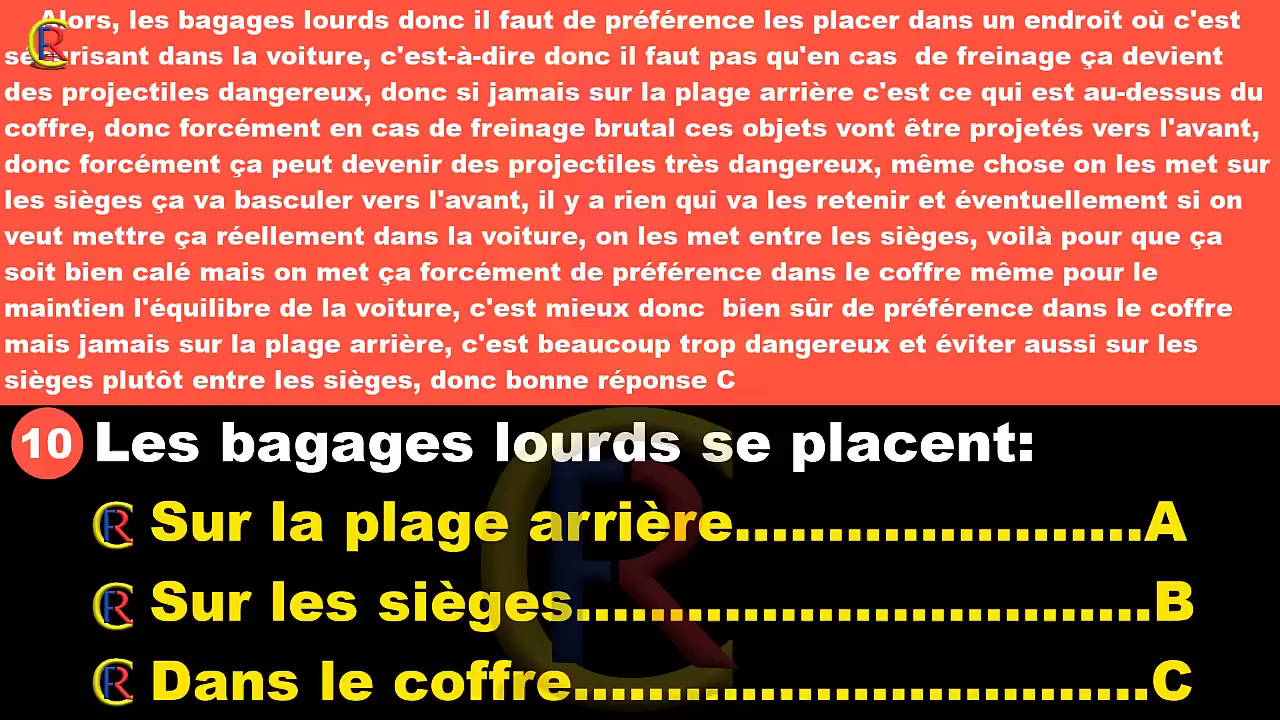 Alors, les bagages lourds donc il faut de préférence les placer dans un endroit où c'est
sécurisant dans la voiture, c'est-à-dire donc il faut pas qu'en cas de freinage ça devient
des projectiles dangereux, donc si jamais sur la plage arrière c'est ce qui est au-dessus du
coffre, donc forcément en cas de freinage brutal ces objets vont être projetés vers l'avant,
donc forcément ça peut devenir des projectiles très dangereux, même chose on les met sur
les sièges ça va basculer vers l'avant, il y a rien qui va les retenir et éventuellement si on
veut mettre ça réellement dans la voiture, on les met entre les sièges, voilà pour que ça
soit bien calé mais on met ça forcément de préférence dans le coffre même pour le
maintien l'équilibre de la voiture, c'est mieux donc bien sûr de préférence dans le coffre
mais jamais sur la plage arrière, c'est beaucoup trop dangereux et éviter aussi sur les
sièges plutôt entre les sièges, donc bonne réponse C
10 Les bagages lourds se placent:
Sur la plage arrière......................A
Sur les sièges...............................B
Dans le coffre...............................C